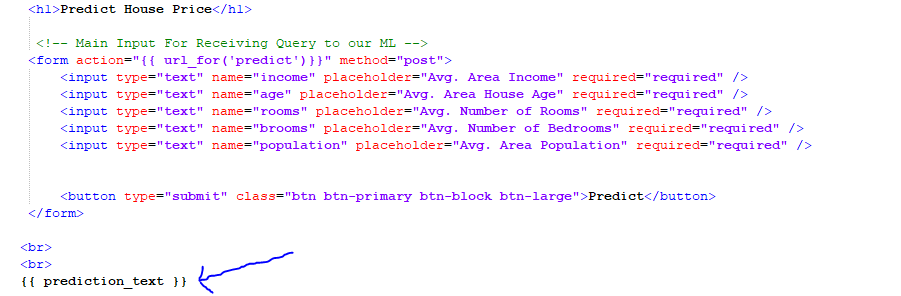 <h1>Predict House Price</h1>
<!-- Main Input For Receiving Query to our ML -->
<form action="{{ url_for('predict')}}" method="post">
<input type="text" name="income" placeholder="Avg. Area Income" required="required" />
<input type="text" name="age" placeholder="Avg. Area House Age" required="required" />
<input type="text" name="rooms" placeholder="Avg. Number of Rooms" required="required" />
<input type="text" name="brooms" placeholder="Avg. Number of Bedrooms" required="required" />
<input type="text" name="population" placeholder="Avg. Area Population" required="required" />
<button type="submit" class="btn btn-primary btn-block btn-large">Predict</button>
</form>
<br>
<br>
{{ prediction_text }}